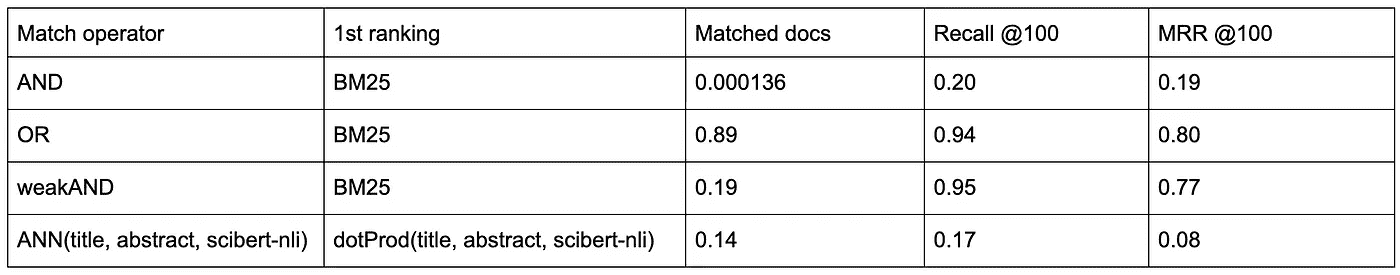 Match operator 1st ranking Matched docs Recall @100 MRR @100
AND BM25 0.000136 0.20 0.19
OR BM25 0.89 0.94 0.80
weakAND BM25 0.19 0.95 0.77
ANN(title, abstract, scibert-nli) dotProd(title, abstract, scibert-nli) 0.14 0.17 0.08